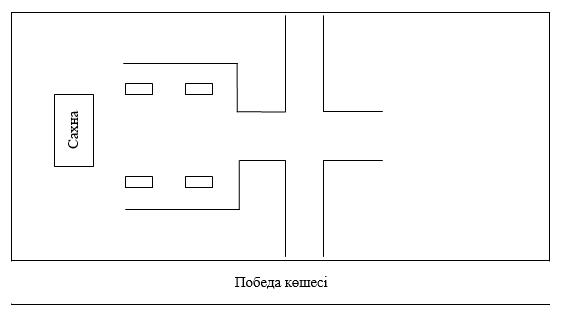 Сахна
Победа көшесі